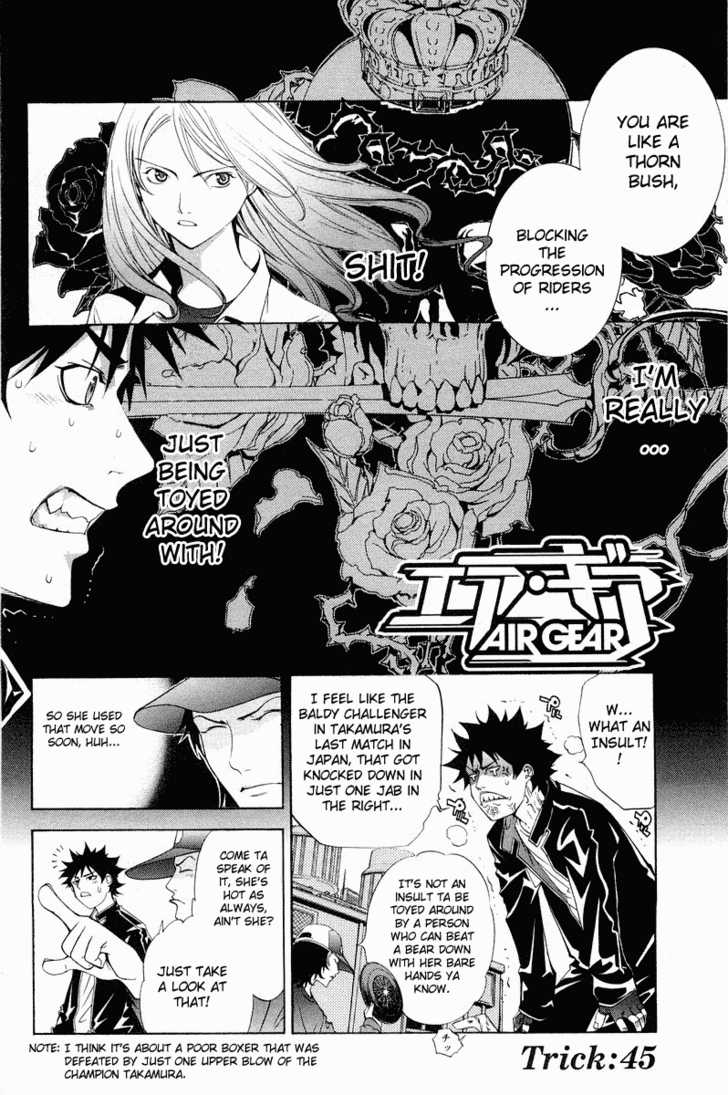 YOU ARE
LIKE A
THORN
BUSH,
BLOCKING
THE
PROGRESSION
OF RIDERS
...
SHIT!
I'M
REALLY
...
JUST
BEING
TOYED
AROUND
WITH!
エア・ギア
AIR GEAR
W...
WHAT AN
INSULT!
!
I FEEL LIKE THE
BALDY CHALLENGER
IN TAKAMURA'S
LAST MATCH IN
JAPAN, THAT GOT
KNOCKED DOWN IN
JUST ONE JAB IN
THE RIGHT...
IT'S NOT AN
INSULT TA BE
TOYED AROUND
BY A PERSON
WHO CAN BEAT
A BEAR DOWN
WITH HER BARE
HANDS YA
KNOW.
SO SHE USED
THAT MOVE SO
SOON, HUH...
COME TA
SPEAK OF
IT, SHE'S
HOT AS
ALWAYS,
AIN'T SHE?
JUST TAKE
A LOOK AT
THAT!
NOTE: I THINK IT'S ABOUT A POOR BOXER THAT WAS
DEFEATED BY JUST ONE UPPER BLOW OF THE
CHAMPION TAKAMURA.
Trick:45